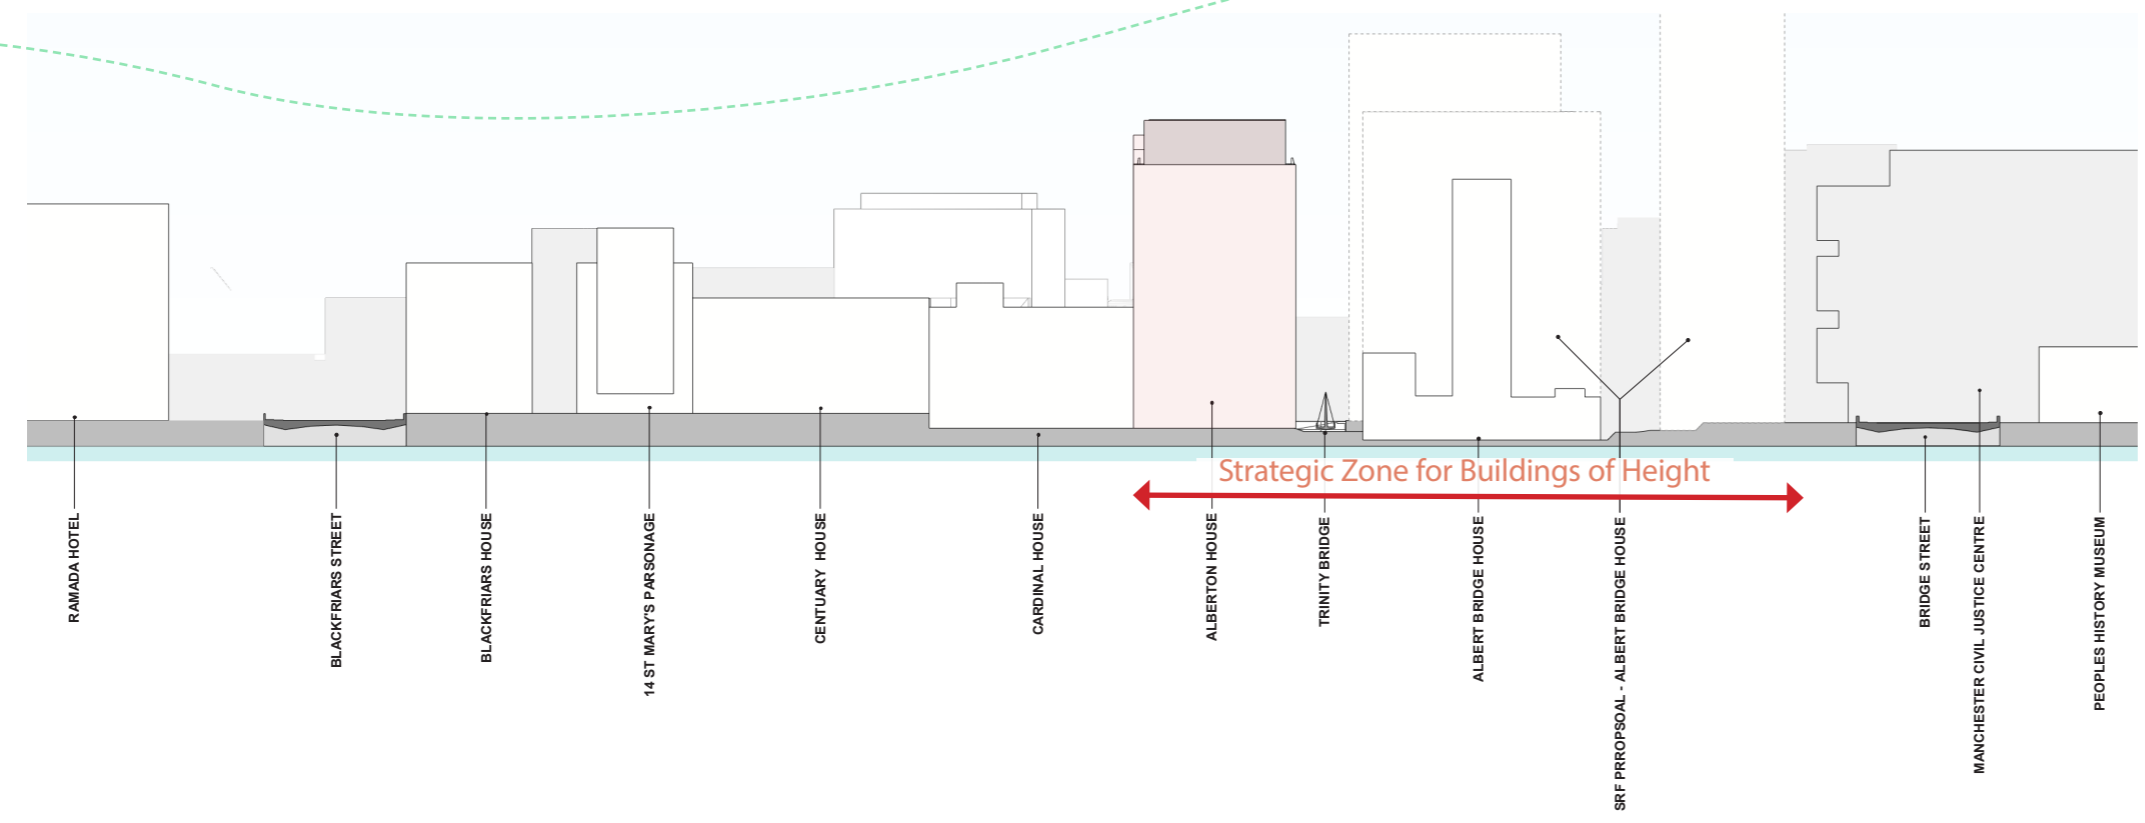 Strategic Zone for Buildings of Height
RAMADA HOTEL
BLACKFRIARS STREET
BLACKFRIARS HOUSE
14 ST MARY'S PARSONAGE
CENTUARY HOUSE
CARDINAL HOUSE
ALBERTON HOUSE
TRINITY BRIDGE
ALBERT BRIDGE HOUSE
SRF PRROPSOAL - ALBERT BRIDGE HOUSE
BRIDGE STREET
MANCHESTER CIVIL JUSTICE CENTRE
PEOPLES HISTORY MUSEUM